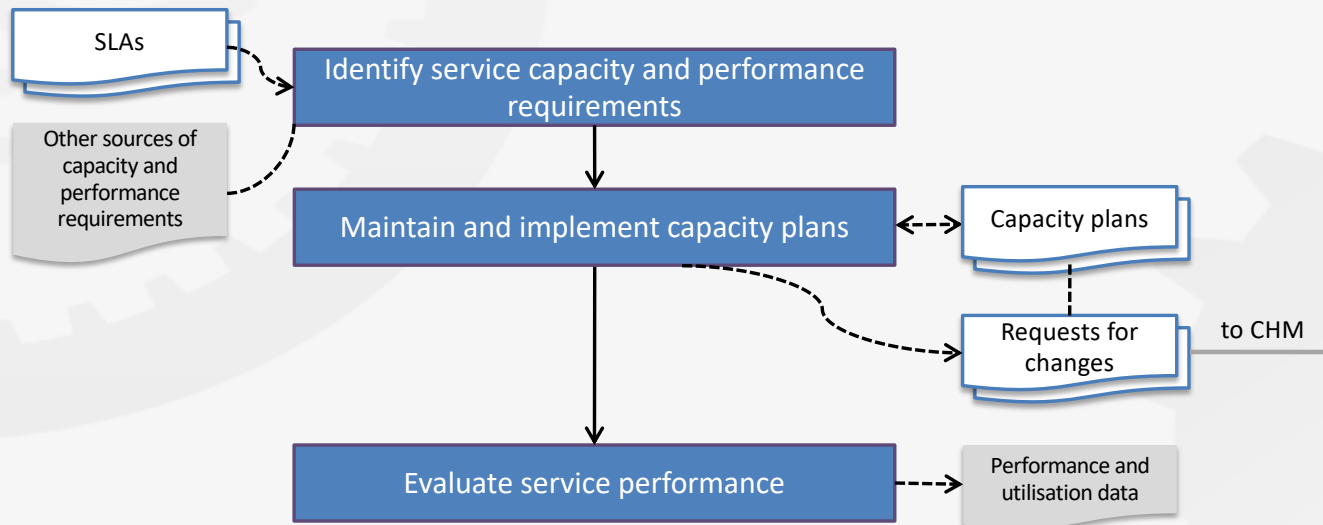 SLAs
Identify service capacity and performance
requirements
Other sources of
capacity and
performance
requirements
Maintain and implement capacity plans
Capacity plans
Requests for
changes
to CHM
Evaluate service performance
Performance and
utilisation data